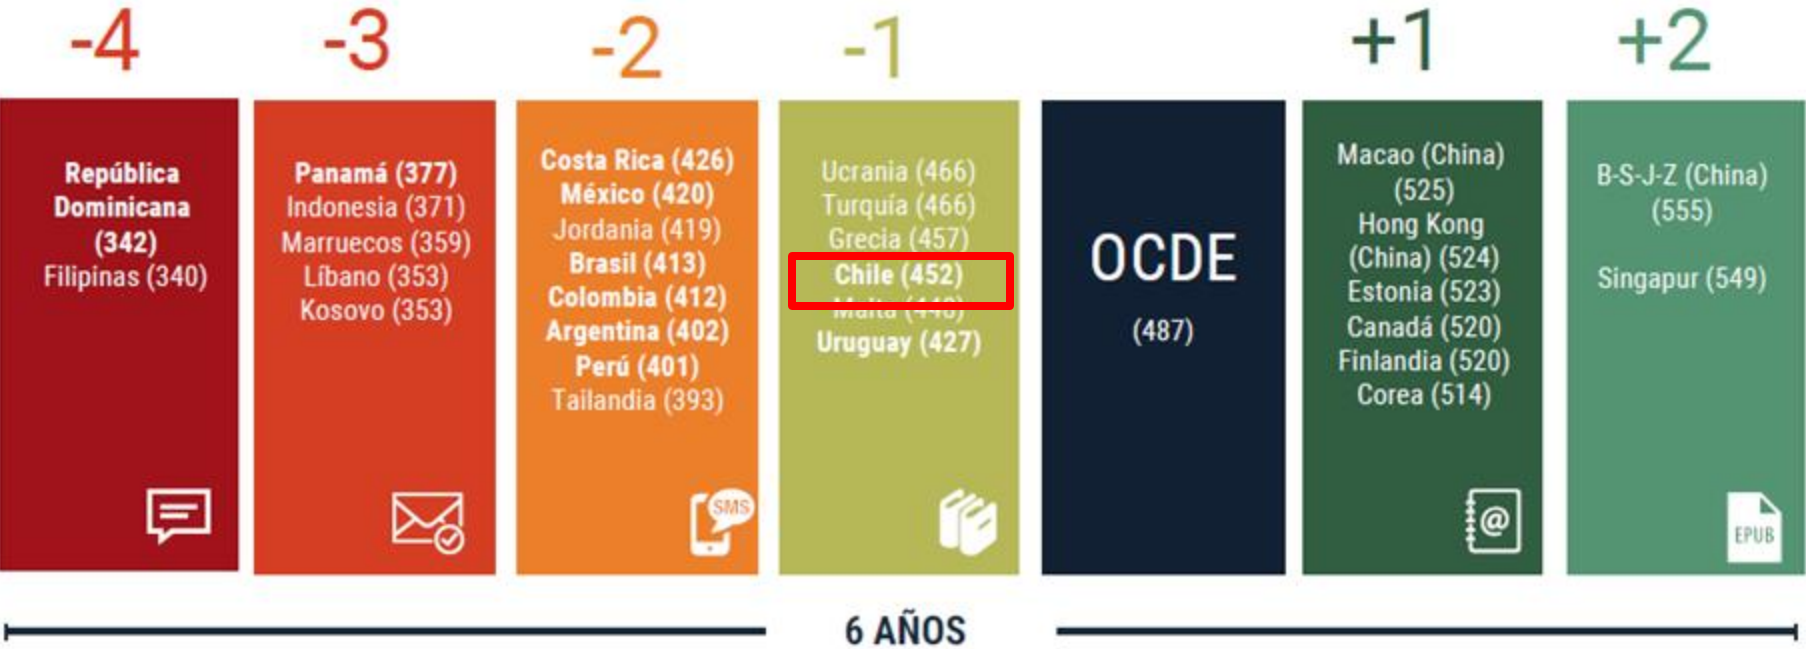 -4
República
Dominicana
(342)
Filipinas (340)
-3
Panamá (377)
Indonesia (371)
Marruecos (359)
Líbano (353)
Kosovo (353)
-2
Costa Rica (426)
México (420)
Jordania (419)
Brasil (413)
Colombia (412)
Argentina (402)
Perú (401)
Tailandia (393)
SMS
-1
Ucrania (466)
Turquía (466)
Grecia (457)
Chile (452)
Malta (448)
Uruguay (427)
OCDE
(487)
+1
Macao (China)
(525)
Hong Kong
(China) (524)
Estonia (523)
Canadá (520)
Finlandia (520)
Corea (514)
@
+2
B-S-J-Z (China)
(555)
Singapur (549)
EPUB
6 AÑOS